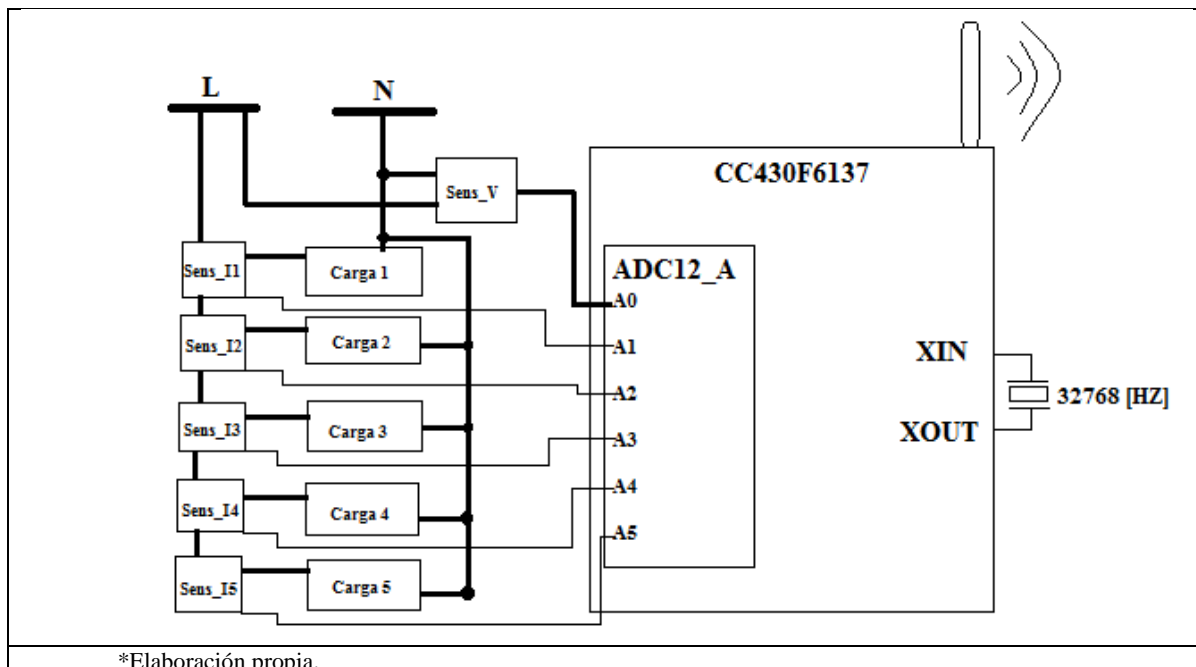 L
N
CC430F6137
Sens_V
Sens_I1
Carga 1
ADC12_A
A0
Sens_I2
Carga 2
A1
XIN
A2
32768 [HZ]
Sens_I3
Carga 3
A3
XOUT
Sens_I4
Carga 4
A4
A5
Sens_I5
Carga 5
*Elaboración propia.